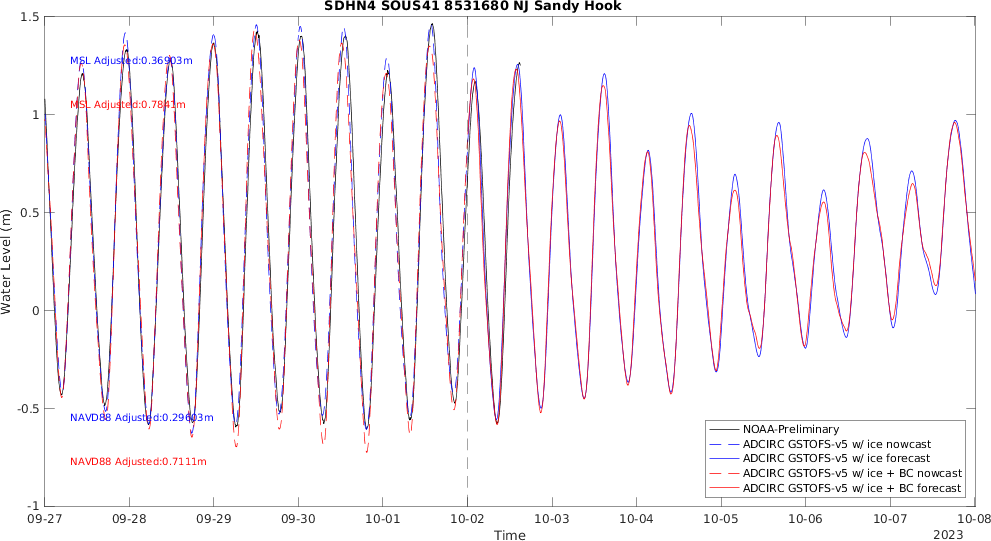 SDHN4 SOUS41 8531680 NJ Sandy Hook
1.5
1
0.5
0
-0.5
-1
Water Level (m)
MSL Adjusted:0.36903m
MSL Adjusted:0.7841m
NAVD88 Adjusted:0.29603m
NAVD88 Adjusted:0.7111m
NOAA-Preliminary
ADCIRC GSTOFS-v5 w/ ice nowcast
ADCIRC GSTOFS-v5 w/ ice forecast
ADCIRC GSTOFS-v5 w/ ice + BC nowcast
ADCIRC GSTOFS-v5 w/ ice + BC forecast
09-27 09-28 09-29 09-30 10-01 10-02 10-03 10-04 10-05 10-06 10-07 10-08
Time
2023